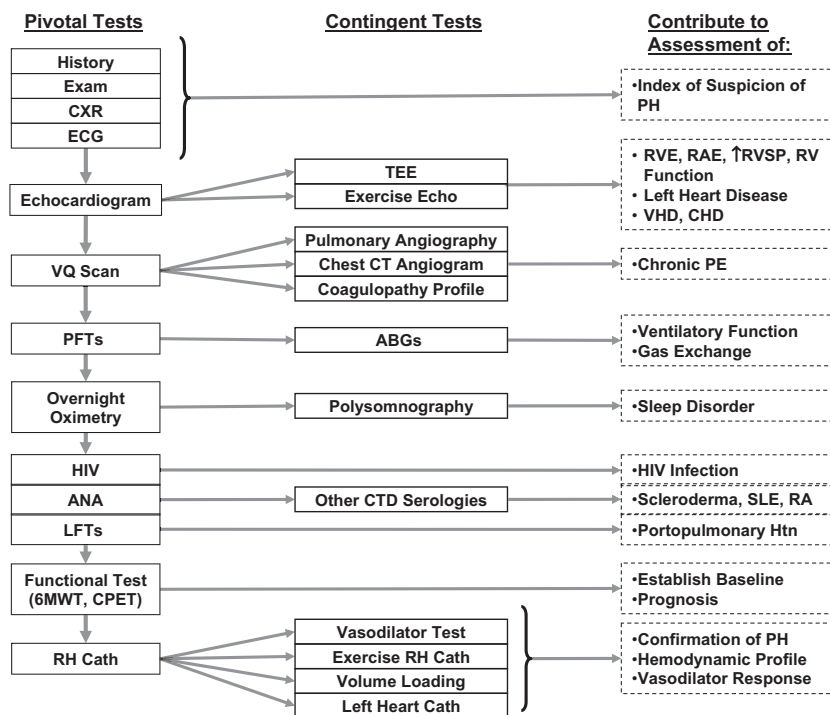 Pivotal Tests
Contingent Tests
Contribute to
Assessment of:
History
Exam
CXR
ECG
•Index of Suspicion of
PH
Echocardiogram
TEE
Exercise Echo
• RVE, RAE, ↑RVSP, RV
Function
• Left Heart Disease
• VHD, CHD
VQ Scan
Pulmonary Angiography
Chest CT Angiogram
Coagulopathy Profile
•Chronic PE
PFTs
ABGs
•Ventilatory Function
•Gas Exchange
Overnight
Oximetry
Polysomnography
•Sleep Disorder
HIV
•HIV Infection
ANA
Other CTD Serologies
•Scleroderma, SLE, RA
LFTs
•Portopulmonary Htn
Functional Test
(6MWT, CPET)
•Establish Baseline
•Prognosis
RH Cath
Vasodilator Test
Exercise RH Cath
Volume Loading
Left Heart Cath
•Confirmation of PH
•Hemodynamic Profile
•Vasodilator Response